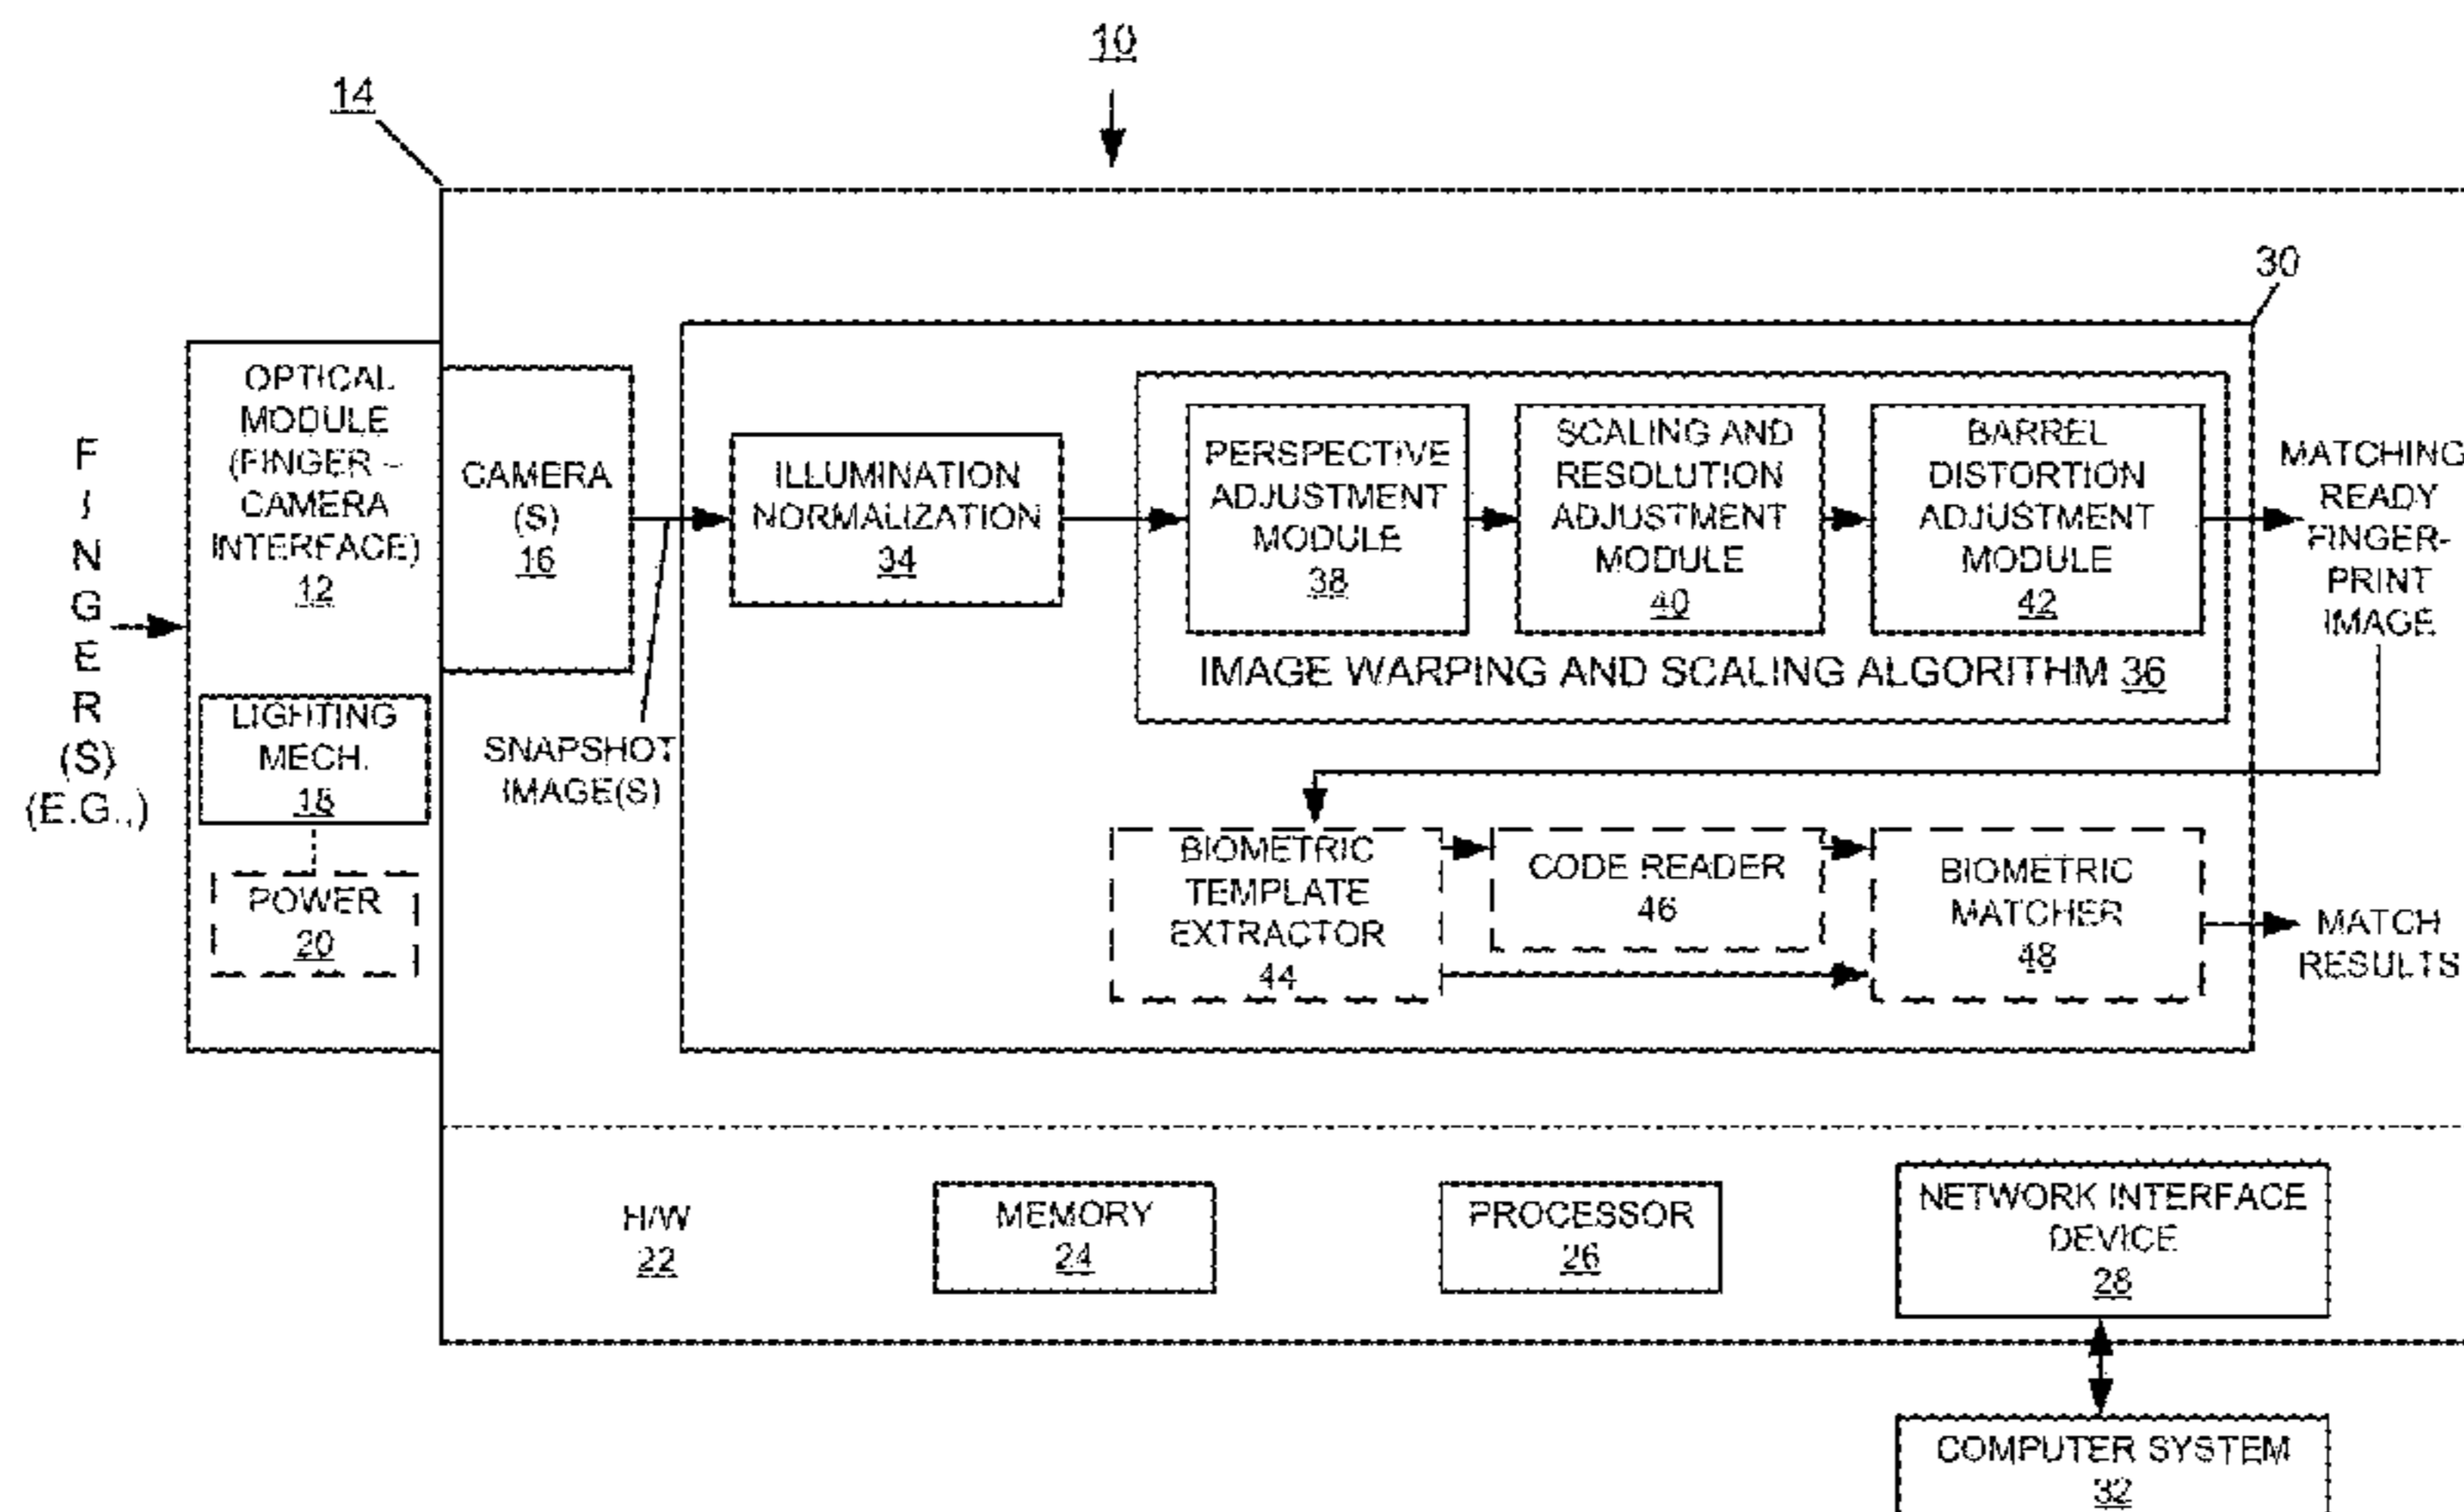 10
14
30
F
I
N
G
E
R
(S)
(E.G.,)
OPTICAL
MODULE
(FINGER –
CAMERA
INTERFACE)
12
LIGHTING
MECH.
18
POWER
20
CAMERA
(S)
16
SNAPSHOT
IMAGE(S)
ILLUMINATION
NORMALIZATION
34
PERSPECTIVE
ADJUSTMENT
MODULE
38
SCALING AND
RESOLUTION
ADJUSTMENT
MODULE
40
BARREL
DISTORTION
ADJUSTMENT
MODULE
42
IMAGE WARPING AND SCALING ALGORITHM 36
MATCHING
READY
FINGER-
PRINT
IMAGE
BIOMETRIC
TEMPLATE
EXTRACTOR
44
CODE READER
46
BIOMETRIC
MATCHER
48
MATCH
RESULTS
H/W
22
MEMORY
24
PROCESSOR
26
NETWORK INTERFACE
DEVICE
28
COMPUTER SYSTEM
32